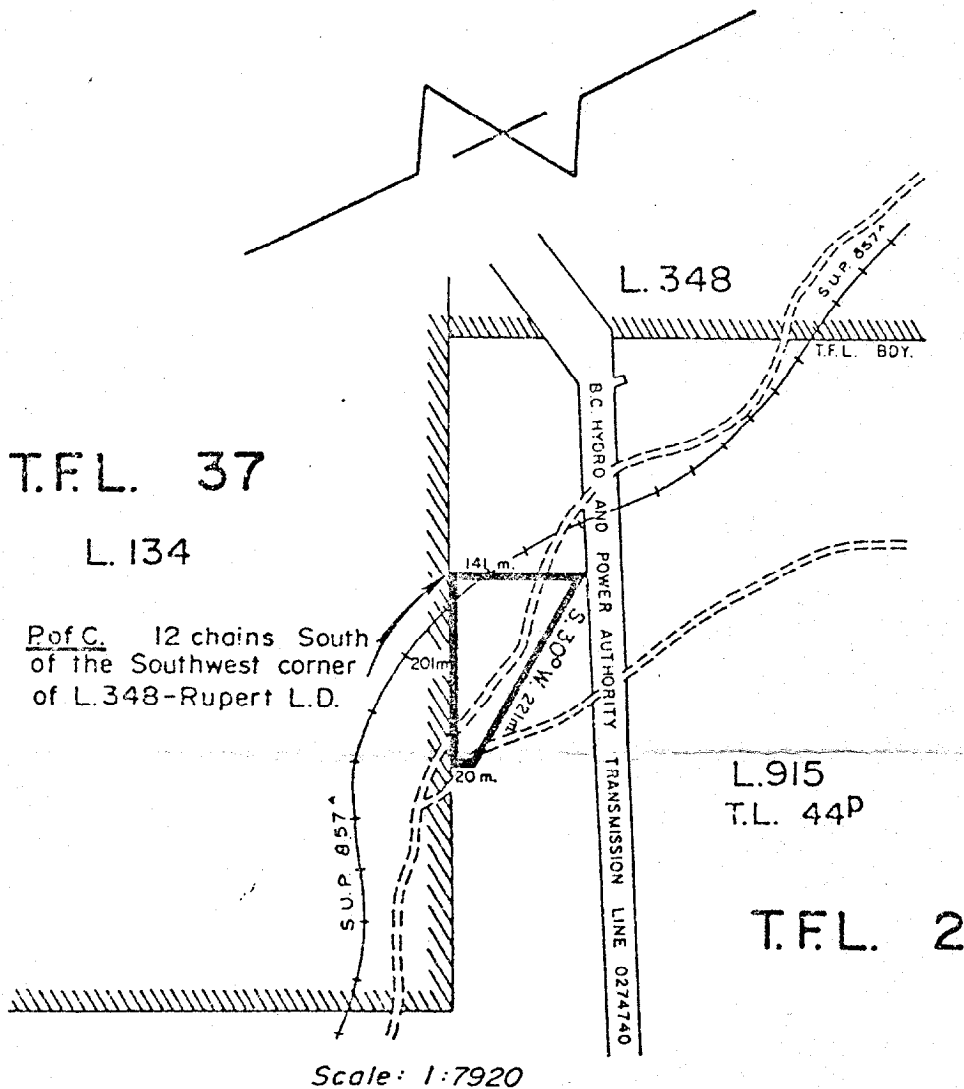 L. 348
S.U.P. 857ᴬ
T.F.L. BDY.
T.F.L. 37
L. 134
141 m.
P. of C. 12 chains South
of the Southwest corner
of L.348-Rupert L.D.
201m
S. 30° W. 221m
20 m.
B.C. HYDRO AND POWER AUTHORITY TRANSMISSION LINE 0274740
L.915
T.L. 44ᴾ
S.U.P. 857ᴬ
T.F.L. 2
Scale: 1:7920